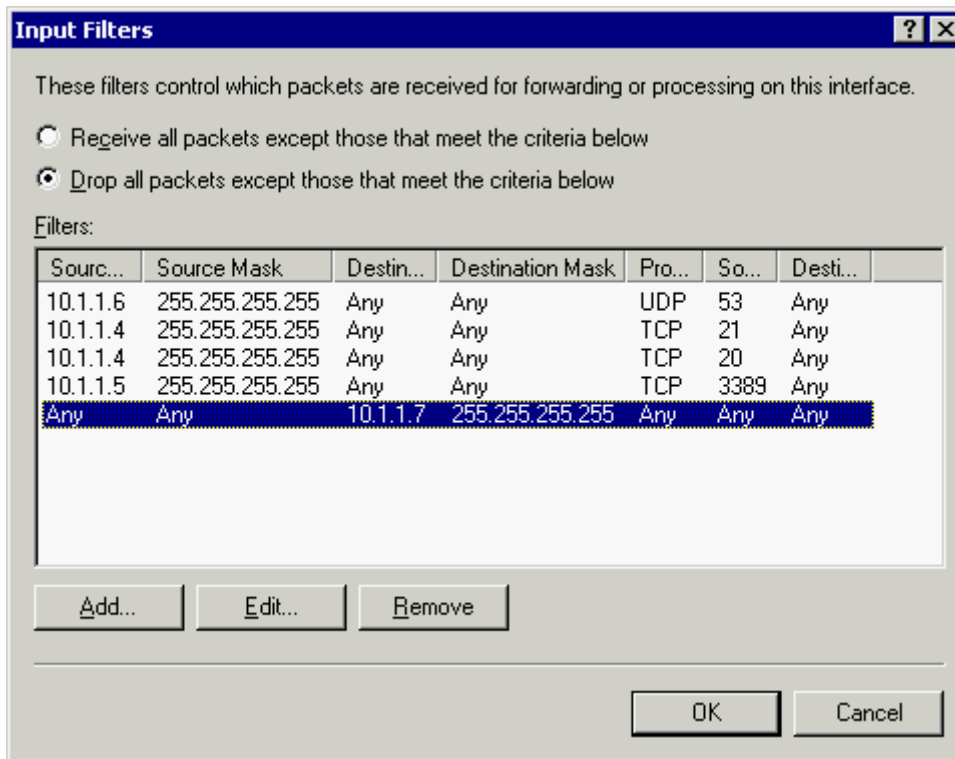 Input Filters
These filters control which packets are received for forwarding or processing on this interface.
Receive all packets except those that meet the criteria below
Drop all packets except those that meet the criteria below
Filters:
Sourc... Source Mask Destin... Destination Mask Pro... So... Desti...
10.1.1.6 255.255.255.255 Any Any UDP 53 Any
10.1.1.4 255.255.255.255 Any Any TCP 21 Any
10.1.1.4 255.255.255.255 Any Any TCP 20 Any
10.1.1.5 255.255.255.255 Any Any TCP 3389 Any
Any Any 10.1.1.7 255.255.255.255 Any Any Any
Add... Edit... Remove
OK Cancel